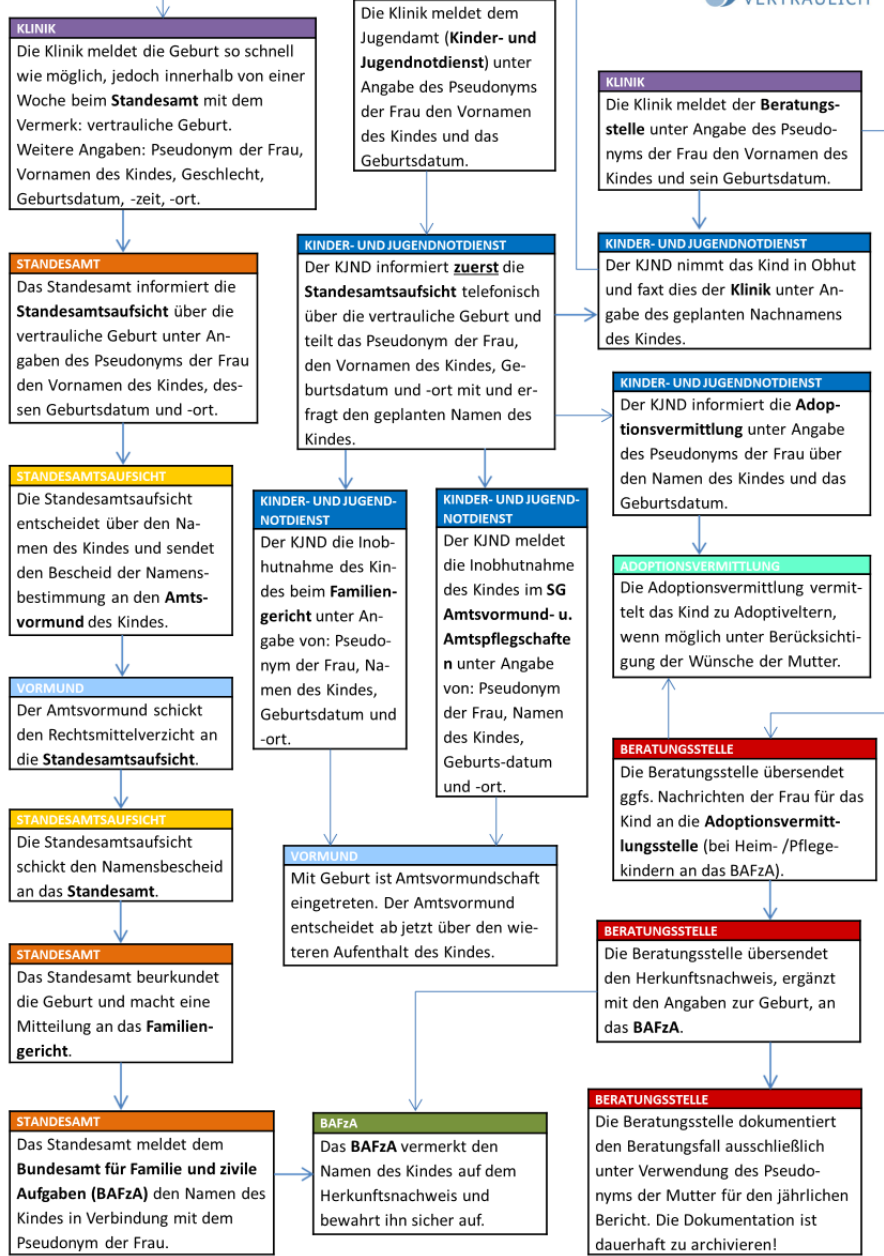 VERTRAULICH
KLINIK
Die Klinik meldet die Geburt so schnell
wie möglich, jedoch innerhalb von einer
Woche beim Standesamt mit dem
Vermerk: vertrauliche Geburt.
Weitere Angaben: Pseudonym der Frau,
Vornamen des Kindes, Geschlecht,
Geburtsdatum, -zeit, -ort.
STANDESAMT
Das Standesamt informiert die
Standesamtsaufsicht über die
vertrauliche Geburt unter An-
gaben des Pseudonyms der Frau
den Vornamen des Kindes, des-
sen Geburtsdatum und -ort.
STANDESAMTSAUFSICHT
Die Standesamtsaufsicht
entscheidet über den Na-
men des Kindes und sendet
den Bescheid der Namens-
bestimmung an den Amts-
vormund des Kindes.
VORMUND
Der Amtsvormund schickt
den Rechtsmittelverzicht an
die Standesamtsaufsicht.
STANDESAMTSAUFSICHT
Die Standesamtsaufsicht
schickt den Namensbescheid
an das Standesamt.
STANDESAMT
Das Standesamt beurkundet
die Geburt und macht eine
Mitteilung an das Familien-
gericht.
STANDESAMT
Das Standesamt meldet dem
Bundesamt für Familie und zivile
Aufgaben (BAFzA) den Namen des
Kindes in Verbindung mit dem
Pseudonym der Frau.
Die Klinik meldet dem
Jugendamt (Kinder- und
Jugendnotdienst) unter
Angabe des Pseudonyms
der Frau den Vornamen
des Kindes und das
Geburtsdatum.
KINDER- UND JUGENDNOTDIENST
Der KJND informiert zuerst die
Standesamtsaufsicht telefonisch
über die vertrauliche Geburt und
teilt das Pseudonym der Frau,
den Vornamen des Kindes, Ge-
burtsdatum und -ort mit und er-
fragt den geplanten Namen des
Kindes.
KINDER- UND JUGEND-
NOTDIENST
Der KJND die Inob-
hutnahme des Kin-
des beim Familien-
gericht unter An-
gabe von: Pseudo-
nym der Frau, Na-
men des Kindes,
Geburtsdatum und
-ort.
KINDER- UND JUGEND-
NOTDIENST
Der KJND meldet
die Inobhutnahme
des Kindes im SG
Amtsvormund- u.
Amtspflegschafte
n unter Angabe
von: Pseudonym
der Frau, Namen
des Kindes,
Geburts-datum
und -ort.
VORMUND
Mit Geburt ist Amtsvormundschaft
eingetreten. Der Amtsvormund
entscheidet ab jetzt über den wie-
teren Aufenthalt des Kindes.
BAFzA
Das BAFzA vermerkt den
Namen des Kindes auf dem
Herkunftsnachweis und
bewahrt ihn sicher auf.
KLINIK
Die Klinik meldet der Beratungs-
stelle unter Angabe des Pseudo-
nyms der Frau den Vornamen des
Kindes und sein Geburtsdatum.
KINDER- UND JUGENDNOTDIENST
Der KJND nimmt das Kind in Obhut
und faxt dies der Klinik unter An-
gabe des geplanten Nachnamens
des Kindes.
KINDER- UND JUGENDNOTDIENST
Der KJND informiert die Adop-
tionsvermittlung unter Angabe
des Pseudonyms der Frau über
den Namen des Kindes und das
Geburtsdatum.
ADOPTIONSVERMITTLUNG
Die Adoptionsvermittlung vermit-
telt das Kind zu Adoptiveltern,
wenn möglich unter Berücksichti-
gung der Wünsche der Mutter.
BERATUNGSSTELLE
Die Beratungsstelle übersendet
ggfs. Nachrichten der Frau für das
Kind an die Adoptionsvermitt-
lungsstelle (bei Heim- /Pflege-
kindern an das BAFzA).
BERATUNGSSTELLE
Die Beratungsstelle übersendet
den Herkunftsnachweis, ergänzt
mit den Angaben zur Geburt, an
das BAFzA.
BERATUNGSSTELLE
Die Beratungsstelle dokumentiert
den Beratungsfall ausschließlich
unter Verwendung des Pseudo-
nyms der Mutter für den jährlichen
Bericht. Die Dokumentation ist
dauerhaft zu archivieren!